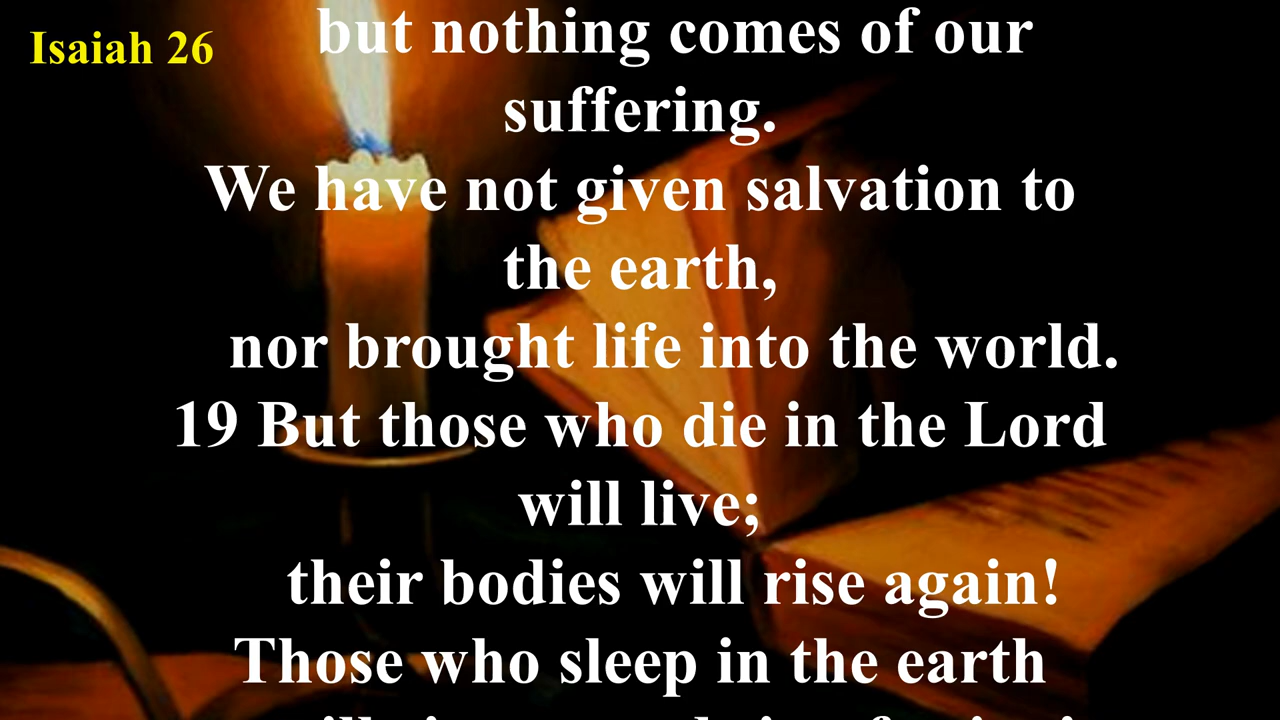 Isaiah 26
but nothing comes of our
suffering.
We have not given salvation to
the earth,
nor brought life into the world.
19 But those who die in the Lord
will live;
their bodies will rise again!
Those who sleep in the earth